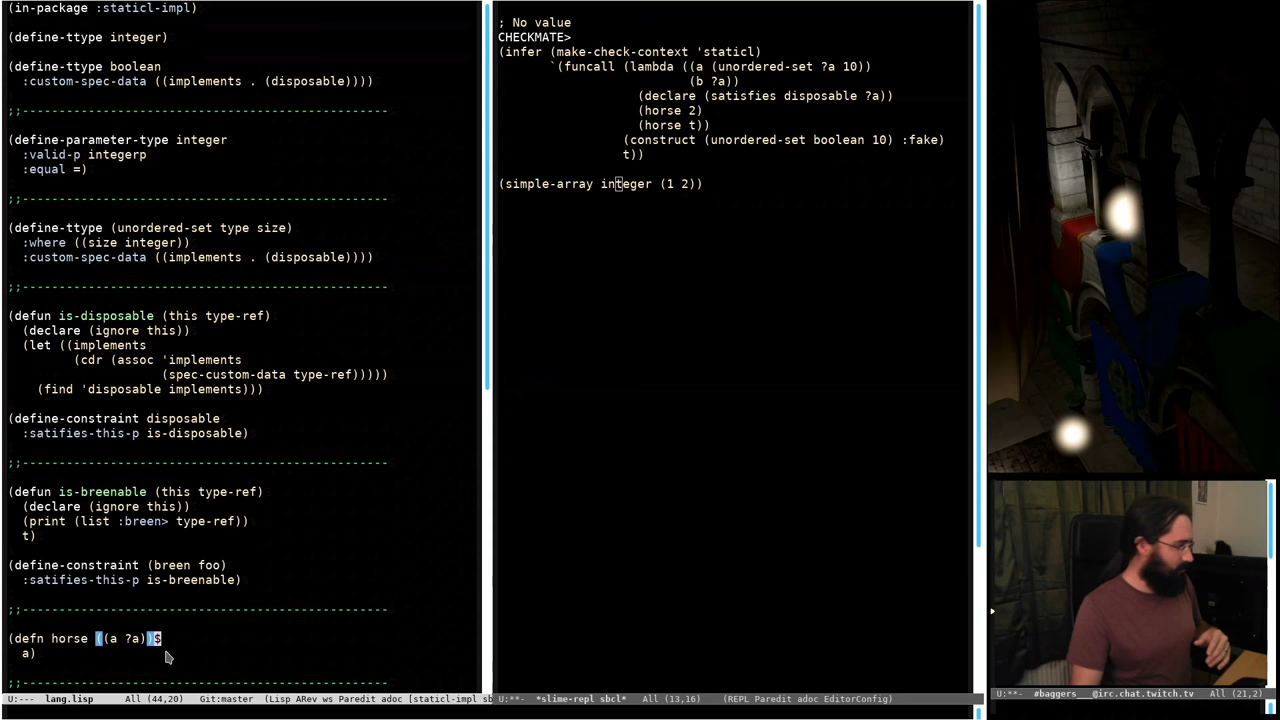 (in-package :staticl-impl)
(define-ttype integer)
(define-ttype boolean
  :custom-spec-data ((implements . (disposable))))
;;--------------------------------------------------
(define-parameter-type integer
  :valid-p integerp
  :equal =)
;;--------------------------------------------------
(define-ttype (unordered-set type size)
  :where ((size integer))
  :custom-spec-data ((implements . (disposable))))
;;--------------------------------------------------
(defun is-disposable (this type-ref)
  (declare (ignore this))
  (let ((implements
         (cdr (assoc 'implements
                     (spec-custom-data type-ref)))))
    (find 'disposable implements)))
(define-constraint disposable
  :satifies-this-p is-disposable)
;;--------------------------------------------------
(defun is-breenable (this type-ref)
  (declare (ignore this))
  (print (list :breen> type-ref))
  t)
(define-constraint (breen foo)
  :satifies-this-p is-breenable)
;;--------------------------------------------------
(defn horse ((a ?a))$
  a)
;;--------------------------------------------------
U:---  lang.lisp      All (44,20)   Git:master  (Lisp ARev ws Paredit adoc [staticl-impl sb
; No value
CHECKMATE>
(infer (make-check-context 'staticl)
       `(funcall (lambda ((a (unordered-set ?a 10))
                          (b ?a))
                   (declare (satisfies disposable ?a))
                   (horse 2)
                   (horse t))
                 (construct (unordered-set boolean 10) :fake)
                 t))
(simple-array integer (1 2))
U:**-  *slime-repl sbcl*   All (13,16)    (REPL Paredit adoc EditorConfig)
U:**-  #baggers___@irc.chat.twitch.tv   All (21,2)